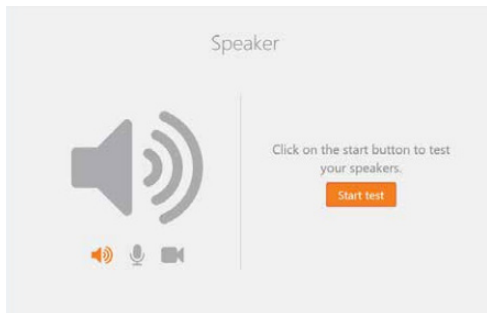 Speaker
Click on the start button to test
your speakers.
Start test